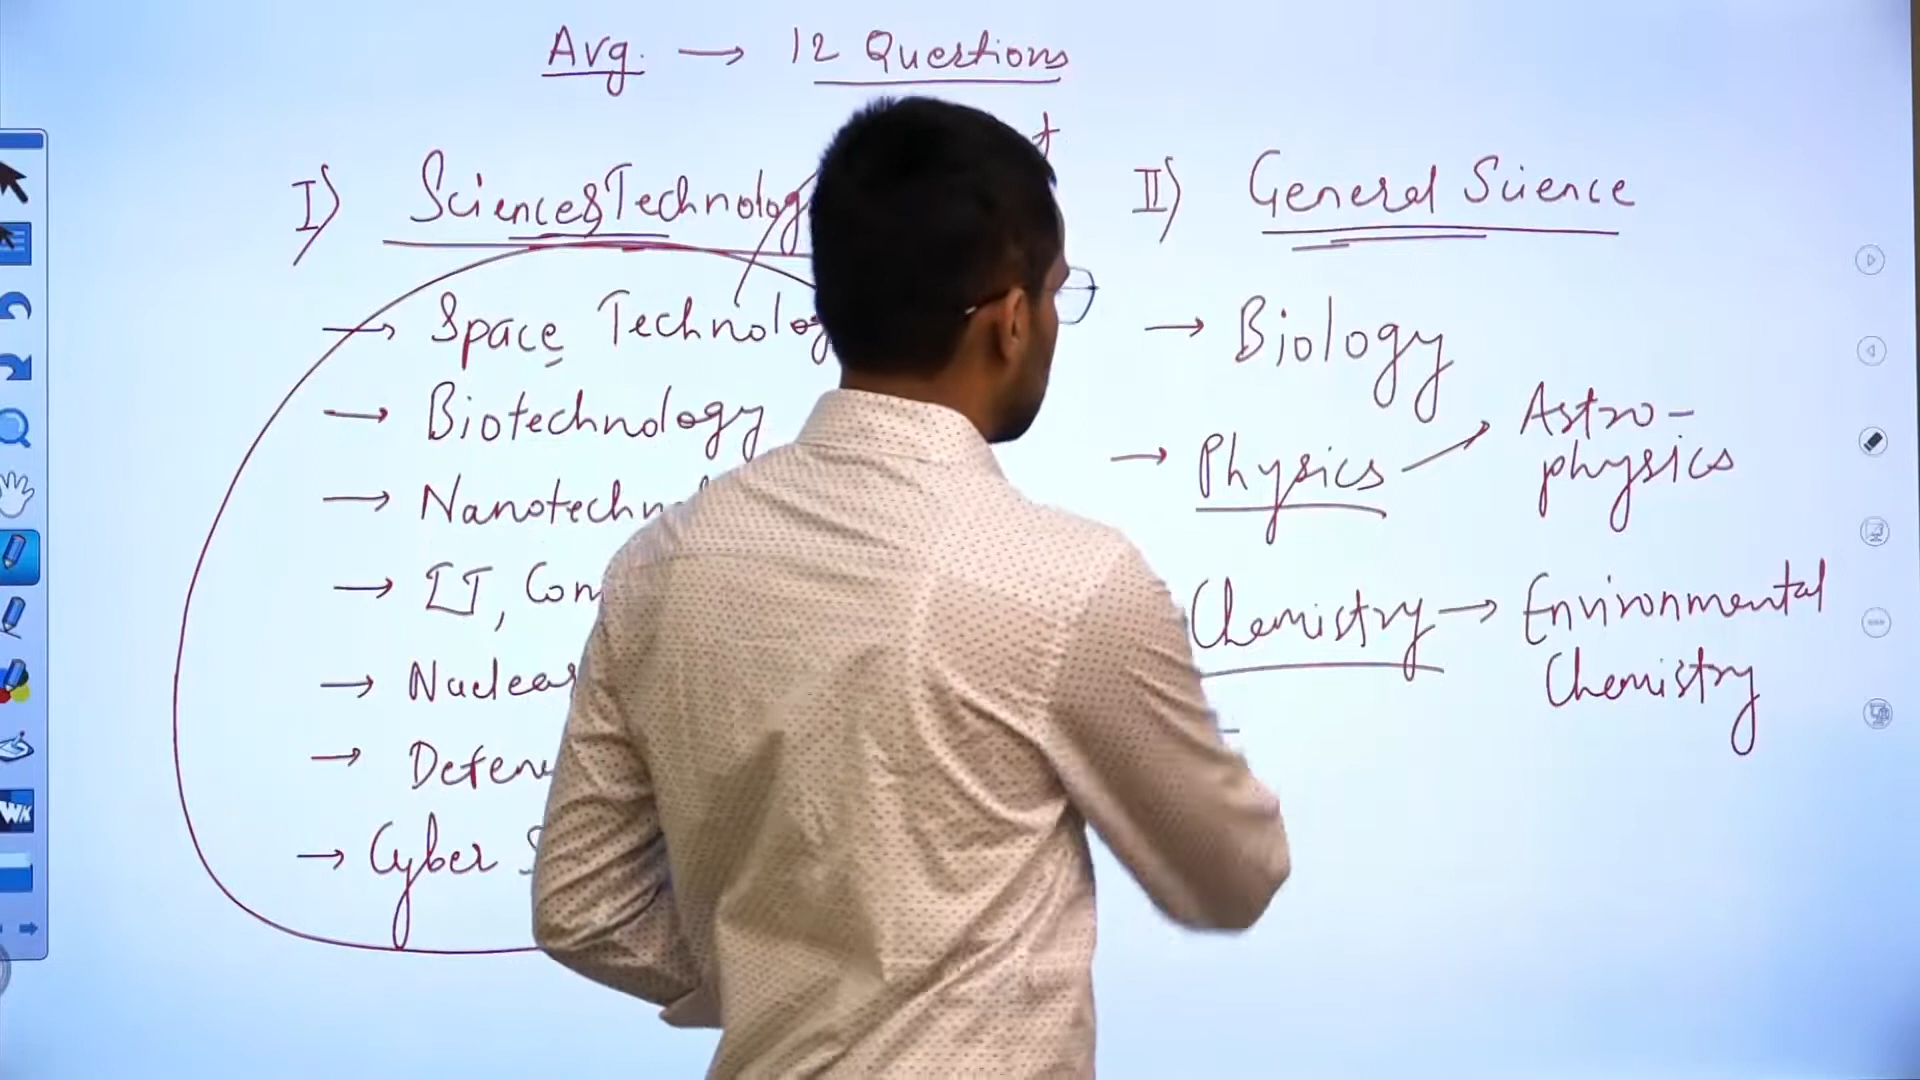 Avg. → 12 Questions
I) Science & Technology
→ Space Technolog
→ Biotechnology
→ Nanotechn
→ IT, Com
→ Nuclear
→ Defen
→ Cyber S
II) General Science
→ Biology
→ Physics → Astro-
physics
Chemistry → Environmental
Chemistry